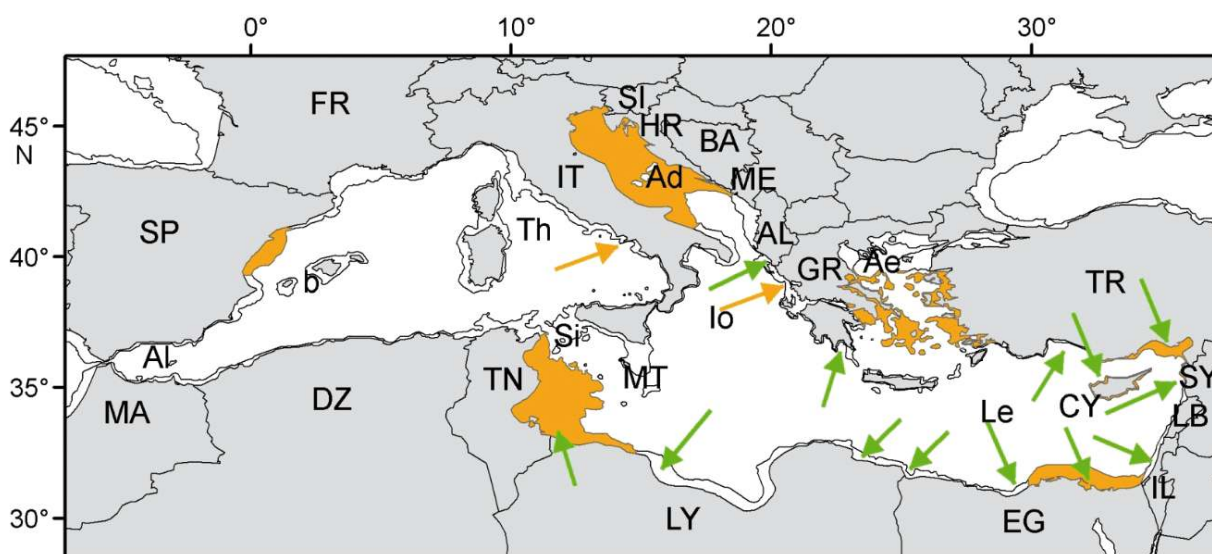 0° 10° 20° 30°
45°
N
40°
35°
30°
FR
SI
HR
BA
IT
Ad
ME
SP
Th
AL
GR
Ae
TR
b
Io
Al
Si
TN
MT
SY
MA
DZ
Le
CY
LB
IL
LY
EG